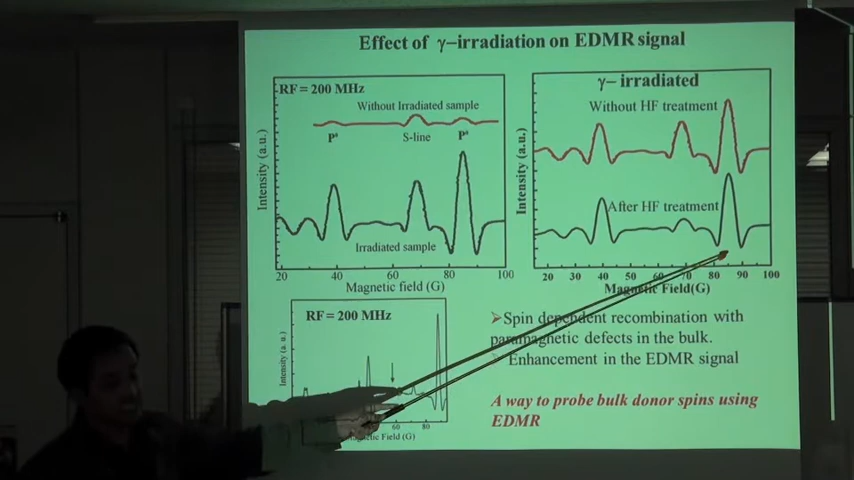 Effect of γ-irradiation on EDMR signal
RF = 200 MHz
Without Irradiated sample
Pˢ
S-line
Pˢ
Irradiated sample
Intensity (a.u.)
20 40 60 80 100
Magnetic field (G)
γ- irradiated
Without HF treatment
After HF treatment
Intensity (a.u.)
20 30 40 50 60 70 80 90 100
Magnetic Field(G)
RF = 200 MHz
Intensity (a. u.)
60 80
Field (G)
➢Spin dependent recombination with
paramagnetic defects in the bulk.
Enhancement in the EDMR signal
A way to probe bulk donor spins using
EDMR